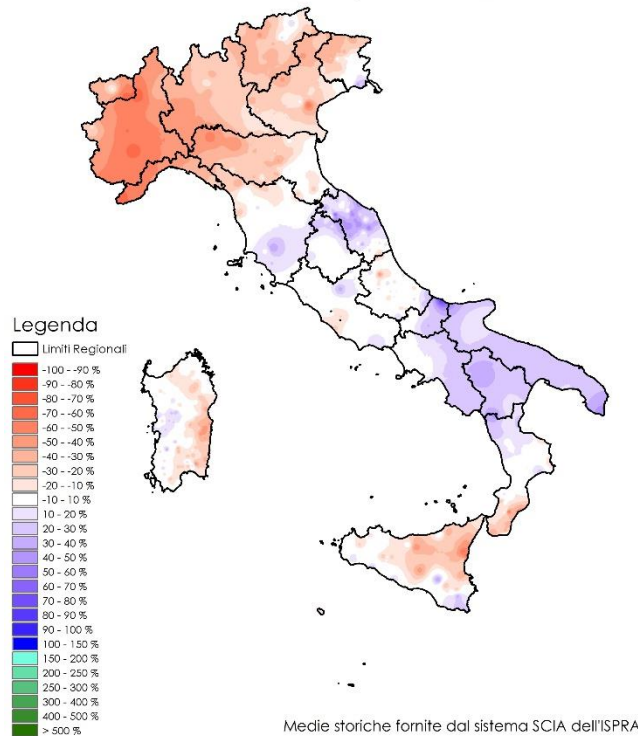 Legenda
Limiti Regionali
-100 - -90 %
-90 - -80 %
-80 - -70 %
-70 - -60 %
-60 - -50 %
-50 - -40 %
-40 - -30 %
-30 - -20 %
-20 - -10 %
-10 - 10 %
10 - 20 %
20 - 30 %
30 - 40 %
40 - 50 %
50 - 60 %
60 - 70 %
70 - 80 %
80 - 90 %
90 - 100 %
100 - 150 %
150 - 200 %
200 - 250 %
250 - 300 %
300 - 400 %
400 - 500 %
> 500 %
Medie storiche fornite dal sistema SCIA dell'ISPRA